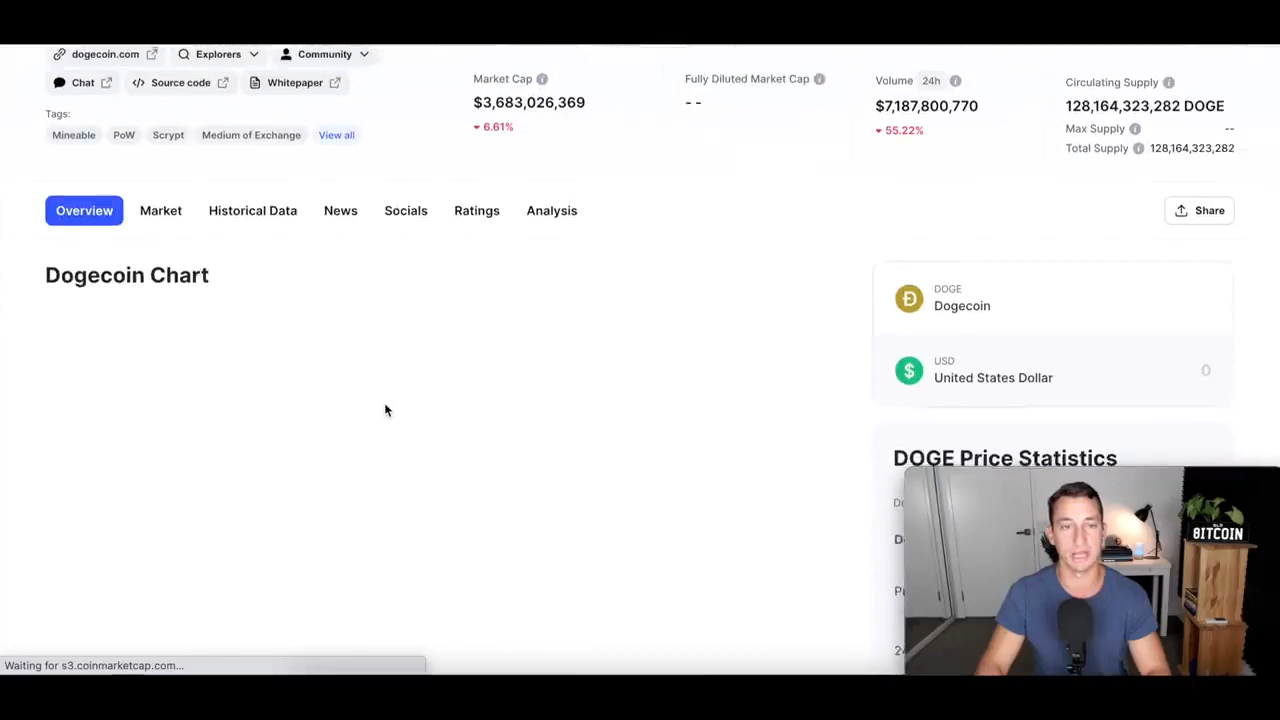 dogecoin.com
Explorers
Community
Chat
Source code
Whitepaper
Tags:
Mineable
PoW
Scrypt
Medium of Exchange
View all
Market Cap
$3,683,026,369
6.61%
Fully Diluted Market Cap
- -
Volume 24h
$7,187,800,770
55.22%
Circulating Supply
128,164,323,282 DOGE
Max Supply --
Total Supply 128,164,323,282
Overview
Market
Historical Data
News
Socials
Ratings
Analysis
Share
Dogecoin Chart
DOGE
Dogecoin
USD
United States Dollar
0
DOGE Price Statistics
BITCOIN
Waiting for s3.coinmarketcap.com...